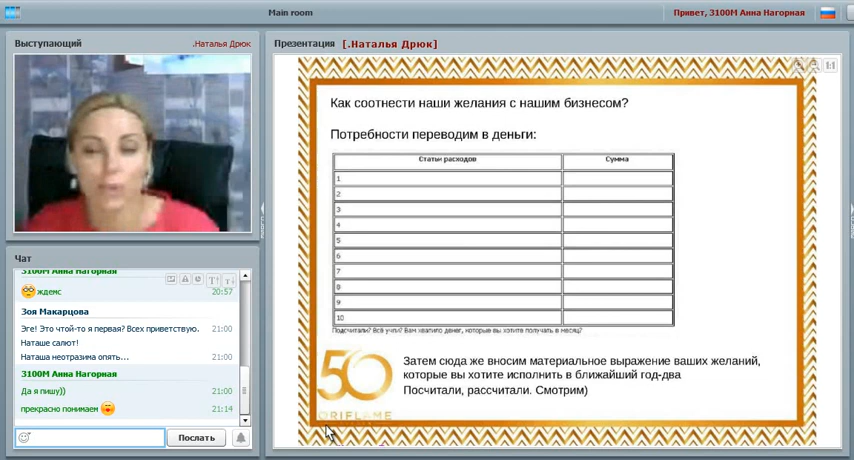 Main room
Привет, 3100М Анна Нагорная
Выступающий
.Наталья Дрюк
Презентация [.Наталья Дрюк]
1:1
Как соотнести наши желания с нашим бизнесом?
Потребности переводим в деньги:
Статьи расходов Сумма
1
2
3
4
5
6
7
8
9
10
Подсчитали? Всё учли? Вам хватило денег, которые вы хотите получать в месяц?
50
ORIFLAME
Затем сюда же вносим материальное выражение ваших желаний,
которые вы хотите исполнить в ближайший год-два
Посчитали, рассчитали. Смотрим)
Чат
3100М Анна Нагорная
ждемс 20:57
Зоя Макарцова
Эге! Это чтой-то я первая? Всех приветствую. 21:00
Наташе салют!
Наташа неотразима опять... 21:00
3100М Анна Нагорная
Да я пишу)) 21:00
прекрасно понимаем 21:14
Послать